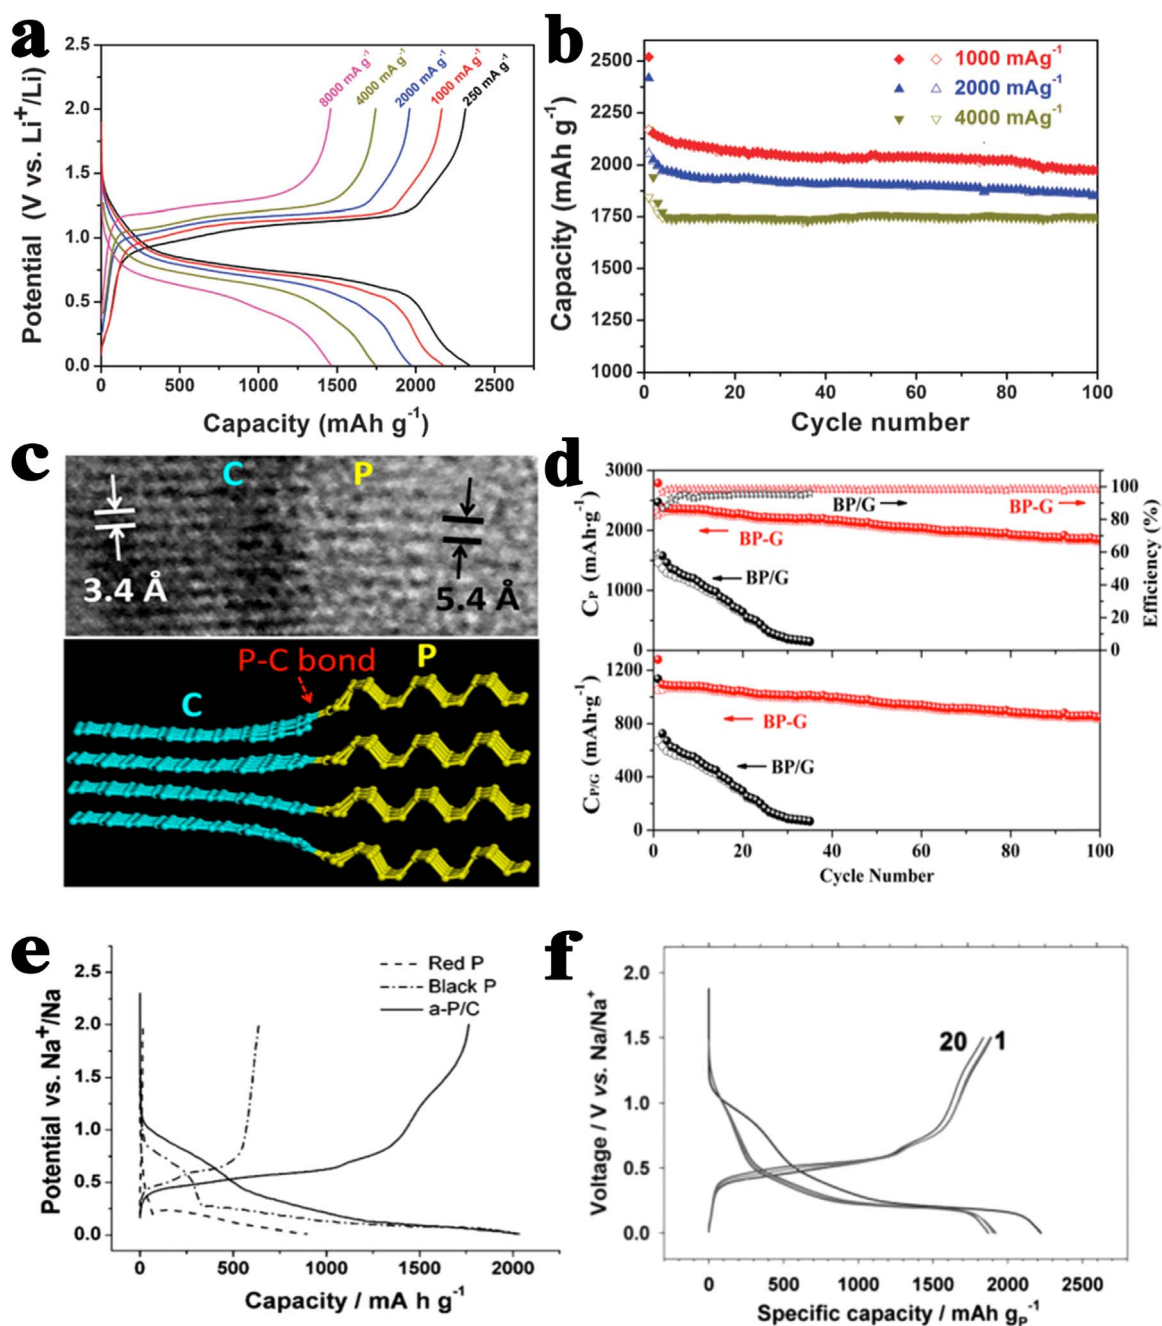 a
2.5
2.0
1.5
1.0
0.5
0.0
Potential (V vs. Li⁺/Li)
8000 mA g⁻¹
4000 mA g⁻¹
2000 mA g⁻¹
1000 mA g⁻¹
250 mA g⁻¹
0 500 1000 1500 2000 2500
Capacity (mAh g⁻¹)
b
2500
2250
2000
1750
1500
1250
1000
Capacity (mAh g⁻¹)
1000 mAg⁻¹
2000 mAg⁻¹
4000 mAg⁻¹
0 20 40 60 80 100
Cycle number
c
C P
3.4 Å
5.4 Å
P-C bond
P
C
d
3000
2000
1000
0
C_P (mAh·g⁻¹)
100
80
60
40
20
0
Efficiency (%)
BP/G
BP-G
BP-G
BP/G
1200
800
400
0
C_P/G (mAh·g⁻¹)
BP-G
BP/G
0 20 40 60 80 100
Cycle Number
e
2.5
2.0
1.5
1.0
0.5
0.0
Potential vs. Na⁺/Na
Red P
Black P
a-P/C
0 500 1000 1500 2000
Capacity / mA h g⁻¹
f
2.0
1.5
1.0
0.5
0.0
Voltage / V vs. Na/Na⁺
20 1
0 500 1000 1500 2000 2500
Specific capacity / mAh g_P⁻¹